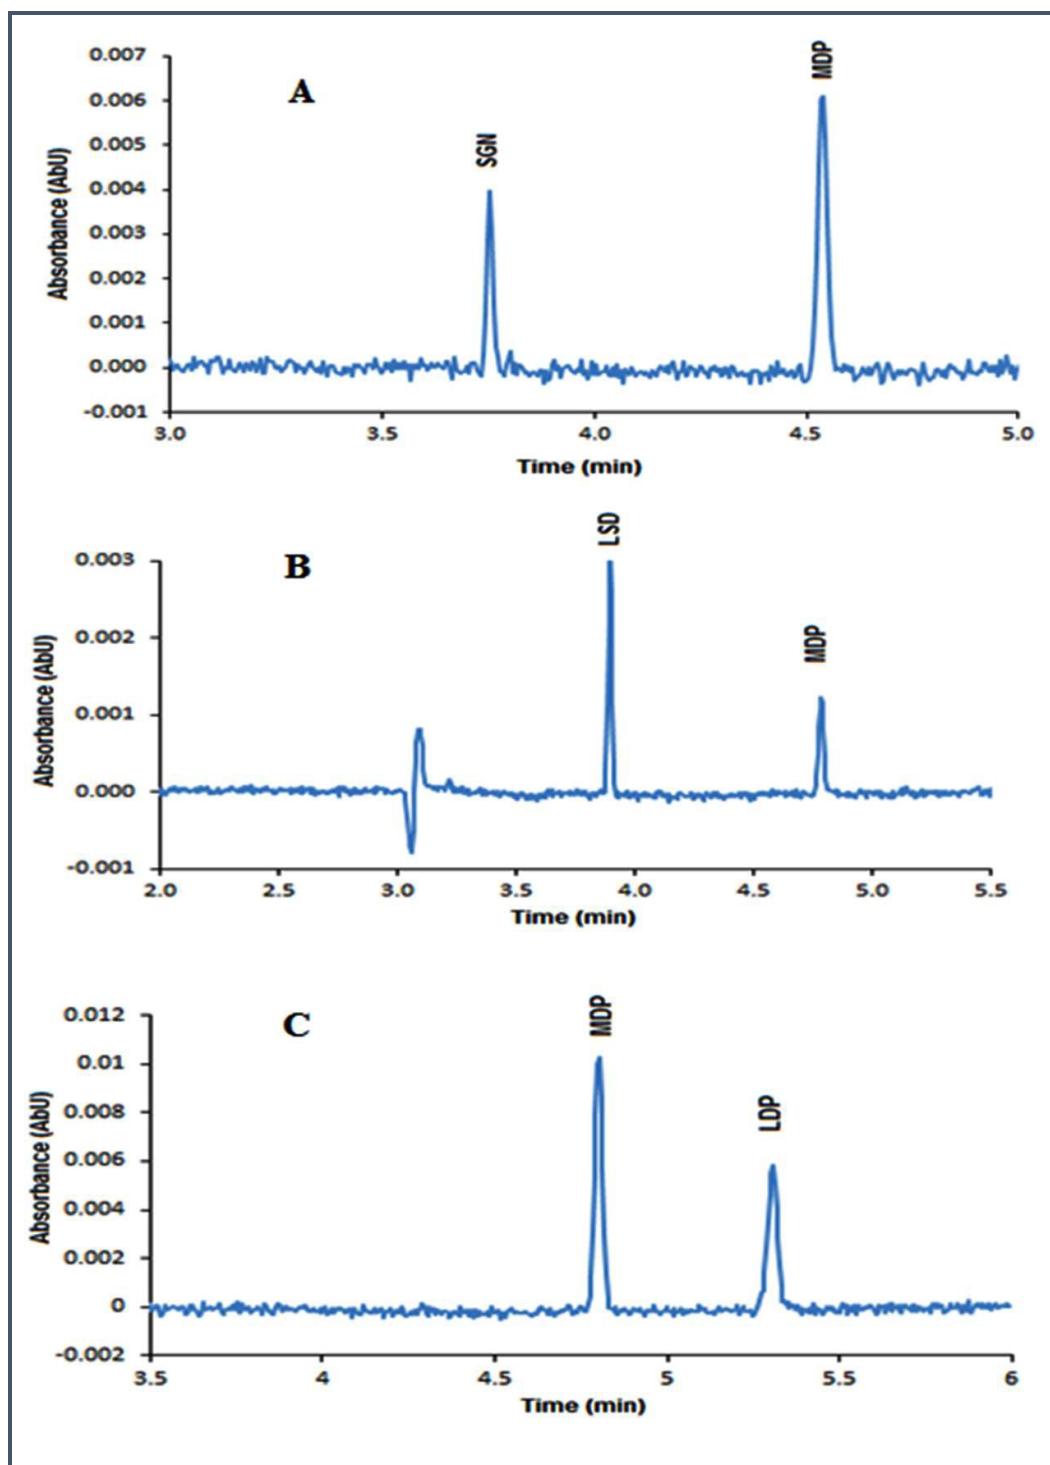 A
0.007
0.006
0.005
0.004
0.003
0.002
0.001
0.000
-0.001
Absorbance (AbU)
SGN
MDP
3.0 3.5 4.0 4.5 5.0
Time (min)
B
0.003
0.002
0.001
0.000
-0.001
Absorbance (AbU)
LSD
MDP
2.0 2.5 3.0 3.5 4.0 4.5 5.0 5.5
Time (min)
C
0.012
0.01
0.008
0.006
0.004
0.002
0
-0.002
Absorbance (AbU)
MDP
LDP
3.5 4 4.5 5 5.5 6
Time (min)